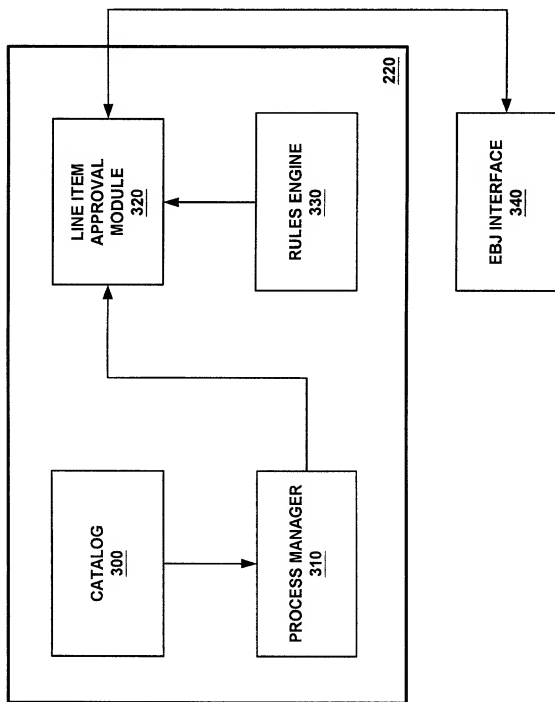 CATALOG
300
PROCESS MANAGER
310
LINE ITEM
APPROVAL
MODULE
320
RULES ENGINE
330
220
EBJ INTERFACE
340